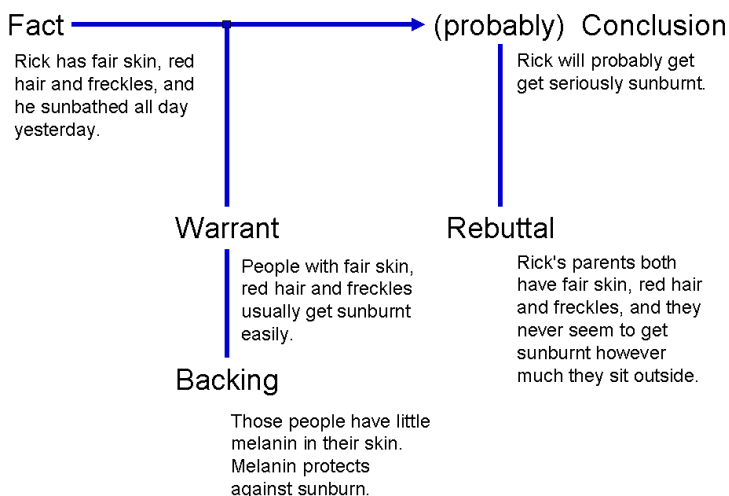 Fact
(probably) Conclusion
Rick has fair skin, red
hair and freckles, and
he sunbathed all day
yesterday.
Rick will probably get
get seriously sunburnt.
Warrant
People with fair skin,
red hair and freckles
usually get sunburnt
easily.
Rebuttal
Rick's parents both
have fair skin, red hair
and freckles, and they
never seem to get
sunburnt however
much they sit outside.
Backing
Those people have little
melanin in their skin.
Melanin protects
against sunburn.